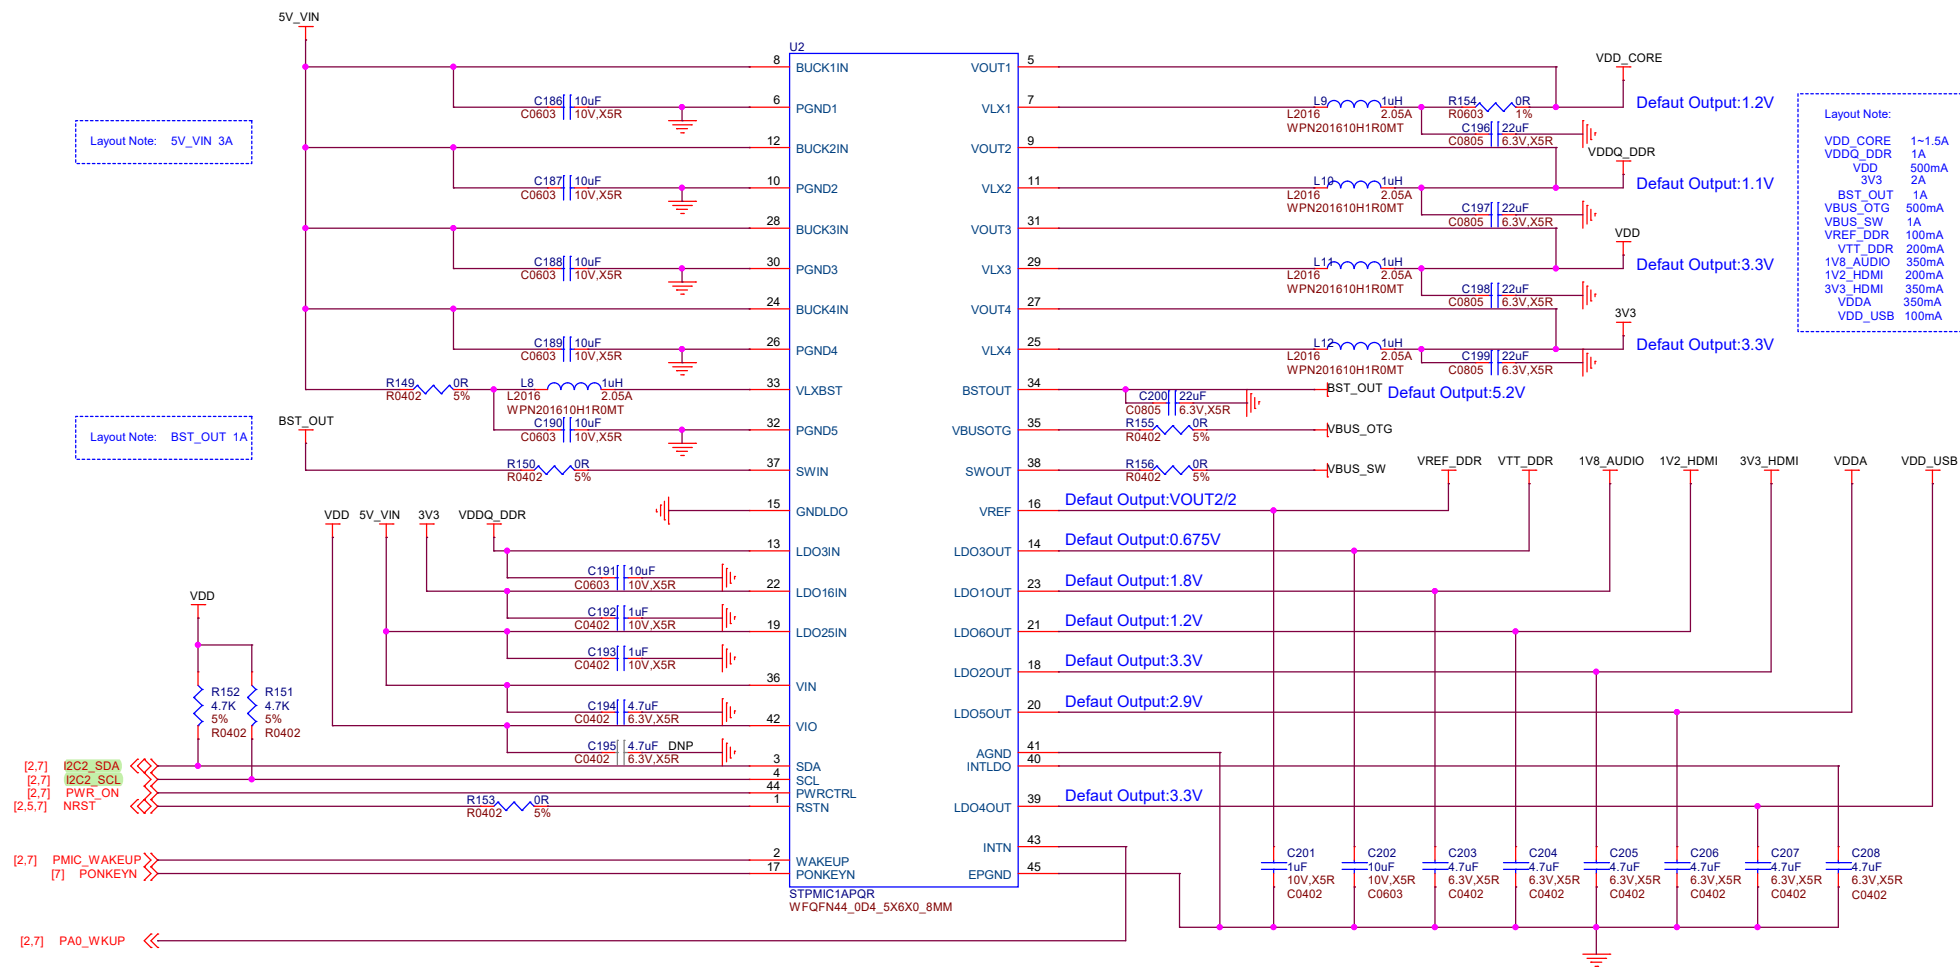 5V_VIN
Layout Note: 5V_VIN 3A
Layout Note: BST_OUT 1A
U2
8 BUCK1IN
6 PGND1
12 BUCK2IN
10 PGND2
28 BUCK3IN
30 PGND3
24 BUCK4IN
26 PGND4
33 VLXBST
32 PGND5
37 SWIN
15 GNDLDO
13 LDO3IN
22 LDO16IN
19 LDO25IN
36 VIN
42 VIO
3 SDA
4 SCL
44 PWRCTRL
1 RSTN
2 WAKEUP
17 PONKEYN
C186 10uF
C0603 10V,X5R
C187 10uF
C0603 10V,X5R
C188 10uF
C0603 10V,X5R
C189 10uF
C0603 10V,X5R
R149 0R
R0402 5%
L8 1uH
L2016 2.05A
WPN201610H1R0MT
C190 10uF
C0603 10V,X5R
BST_OUT
R150 0R
R0402 5%
VDD 5V_VIN 3V3 VDDQ_DDR
C191 10uF
C0603 10V,X5R
C192 1uF
C0402 10V,X5R
C193 1uF
C0402 10V,X5R
C194 4.7uF
C0402 6.3V,X5R
C195 4.7uF DNP
C0402 6.3V,X5R
VDD
R152
4.7K
5%
R0402
R151
4.7K
5%
R0402
[2,7] I2C2_SDA
[2,7] I2C2_SCL
[2,7] PWR_ON
[2,5,7] NRST
R153 0R
R0402 5%
[2,7] PMIC_WAKEUP
[7] PONKEYN
[2,7] PA0_WKUP
STPMIC1APQR
WFQFN44_0D4_5X6X0_8MM
VOUT1 5
VLX1 7
VOUT2 9
VLX2 11
VOUT3 31
VLX3 29
VOUT4 27
VLX4 25
BSTOUT 34
VBUSOTG 35
SWOUT 38
VREF 16
LDO3OUT 14
LDO1OUT 23
LDO6OUT 21
LDO2OUT 18
LDO5OUT 20
AGND 41
INTLDO 40
LDO4OUT 39
INTN 43
EPGND 45
VDD_CORE
L9 1uH
L2016 2.05A
WPN201610H1R0MT
R154 0R
R0603 1%
Defaut Output:1.2V
C196 22uF
C0805 6.3V,X5R
VDDQ_DDR
L10 1uH
L2016 2.05A
WPN201610H1R0MT
Defaut Output:1.1V
C197 22uF
C0805 6.3V,X5R
VDD
L11 1uH
L2016 2.05A
WPN201610H1R0MT
Defaut Output:3.3V
C198 22uF
C0805 6.3V,X5R
3V3
L12 1uH
L2016 2.05A
WPN201610H1R0MT
Defaut Output:3.3V
C199 22uF
C0805 6.3V,X5R
BST_OUT Defaut Output:5.2V
C200 22uF
C0805 6.3V,X5R
R155 0R
R0402 5%
VBUS_OTG
R156 0R
R0402 5%
VBUS_SW
VREF_DDR VTT_DDR 1V8_AUDIO 1V2_HDMI 3V3_HDMI VDDA VDD_USB
Defaut Output:VOUT2/2
Defaut Output:0.675V
Defaut Output:1.8V
Defaut Output:1.2V
Defaut Output:3.3V
Defaut Output:2.9V
Defaut Output:3.3V
C201
1uF
10V,X5R
C0402
C202
10uF
10V,X5R
C0603
C203
4.7uF
6.3V,X5R
C0402
C204
4.7uF
6.3V,X5R
C0402
C205
4.7uF
6.3V,X5R
C0402
C206
4.7uF
6.3V,X5R
C0402
C207
4.7uF
6.3V,X5R
C0402
C208
4.7uF
6.3V,X5R
C0402
Layout Note:
VDD_CORE 1~1.5A
VDDQ_DDR 1A
VDD 500mA
3V3 2A
BST_OUT 1A
VBUS_OTG 500mA
VBUS_SW 1A
VREF_DDR 100mA
VTT_DDR 200mA
1V8_AUDIO 350mA
1V2_HDMI 200mA
3V3_HDMI 350mA
VDDA 350mA
VDD_USB 100mA